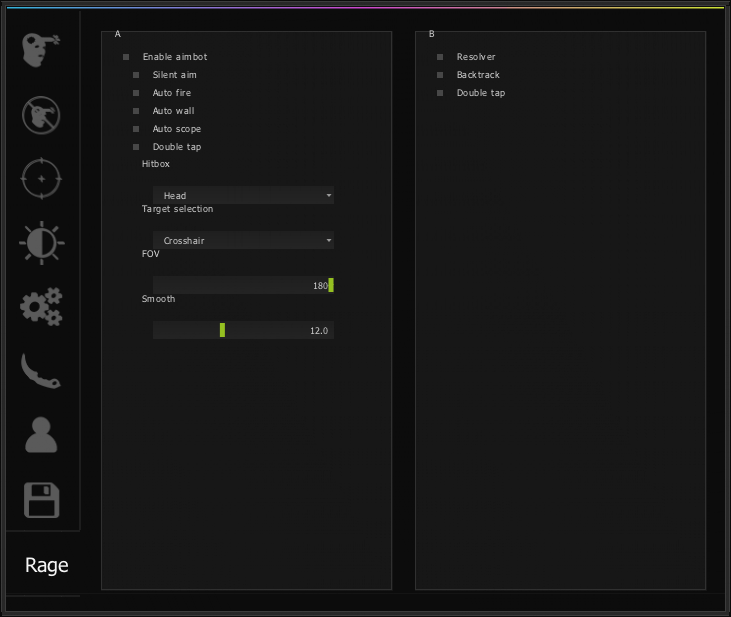 A
Enable aimbot
Silent aim
Auto fire
Auto wall
Auto scope
Double tap
Hitbox
Head
Target selection
Crosshair
FOV
180
Smooth
12.0
B
Resolver
Backtrack
Double tap
Rage